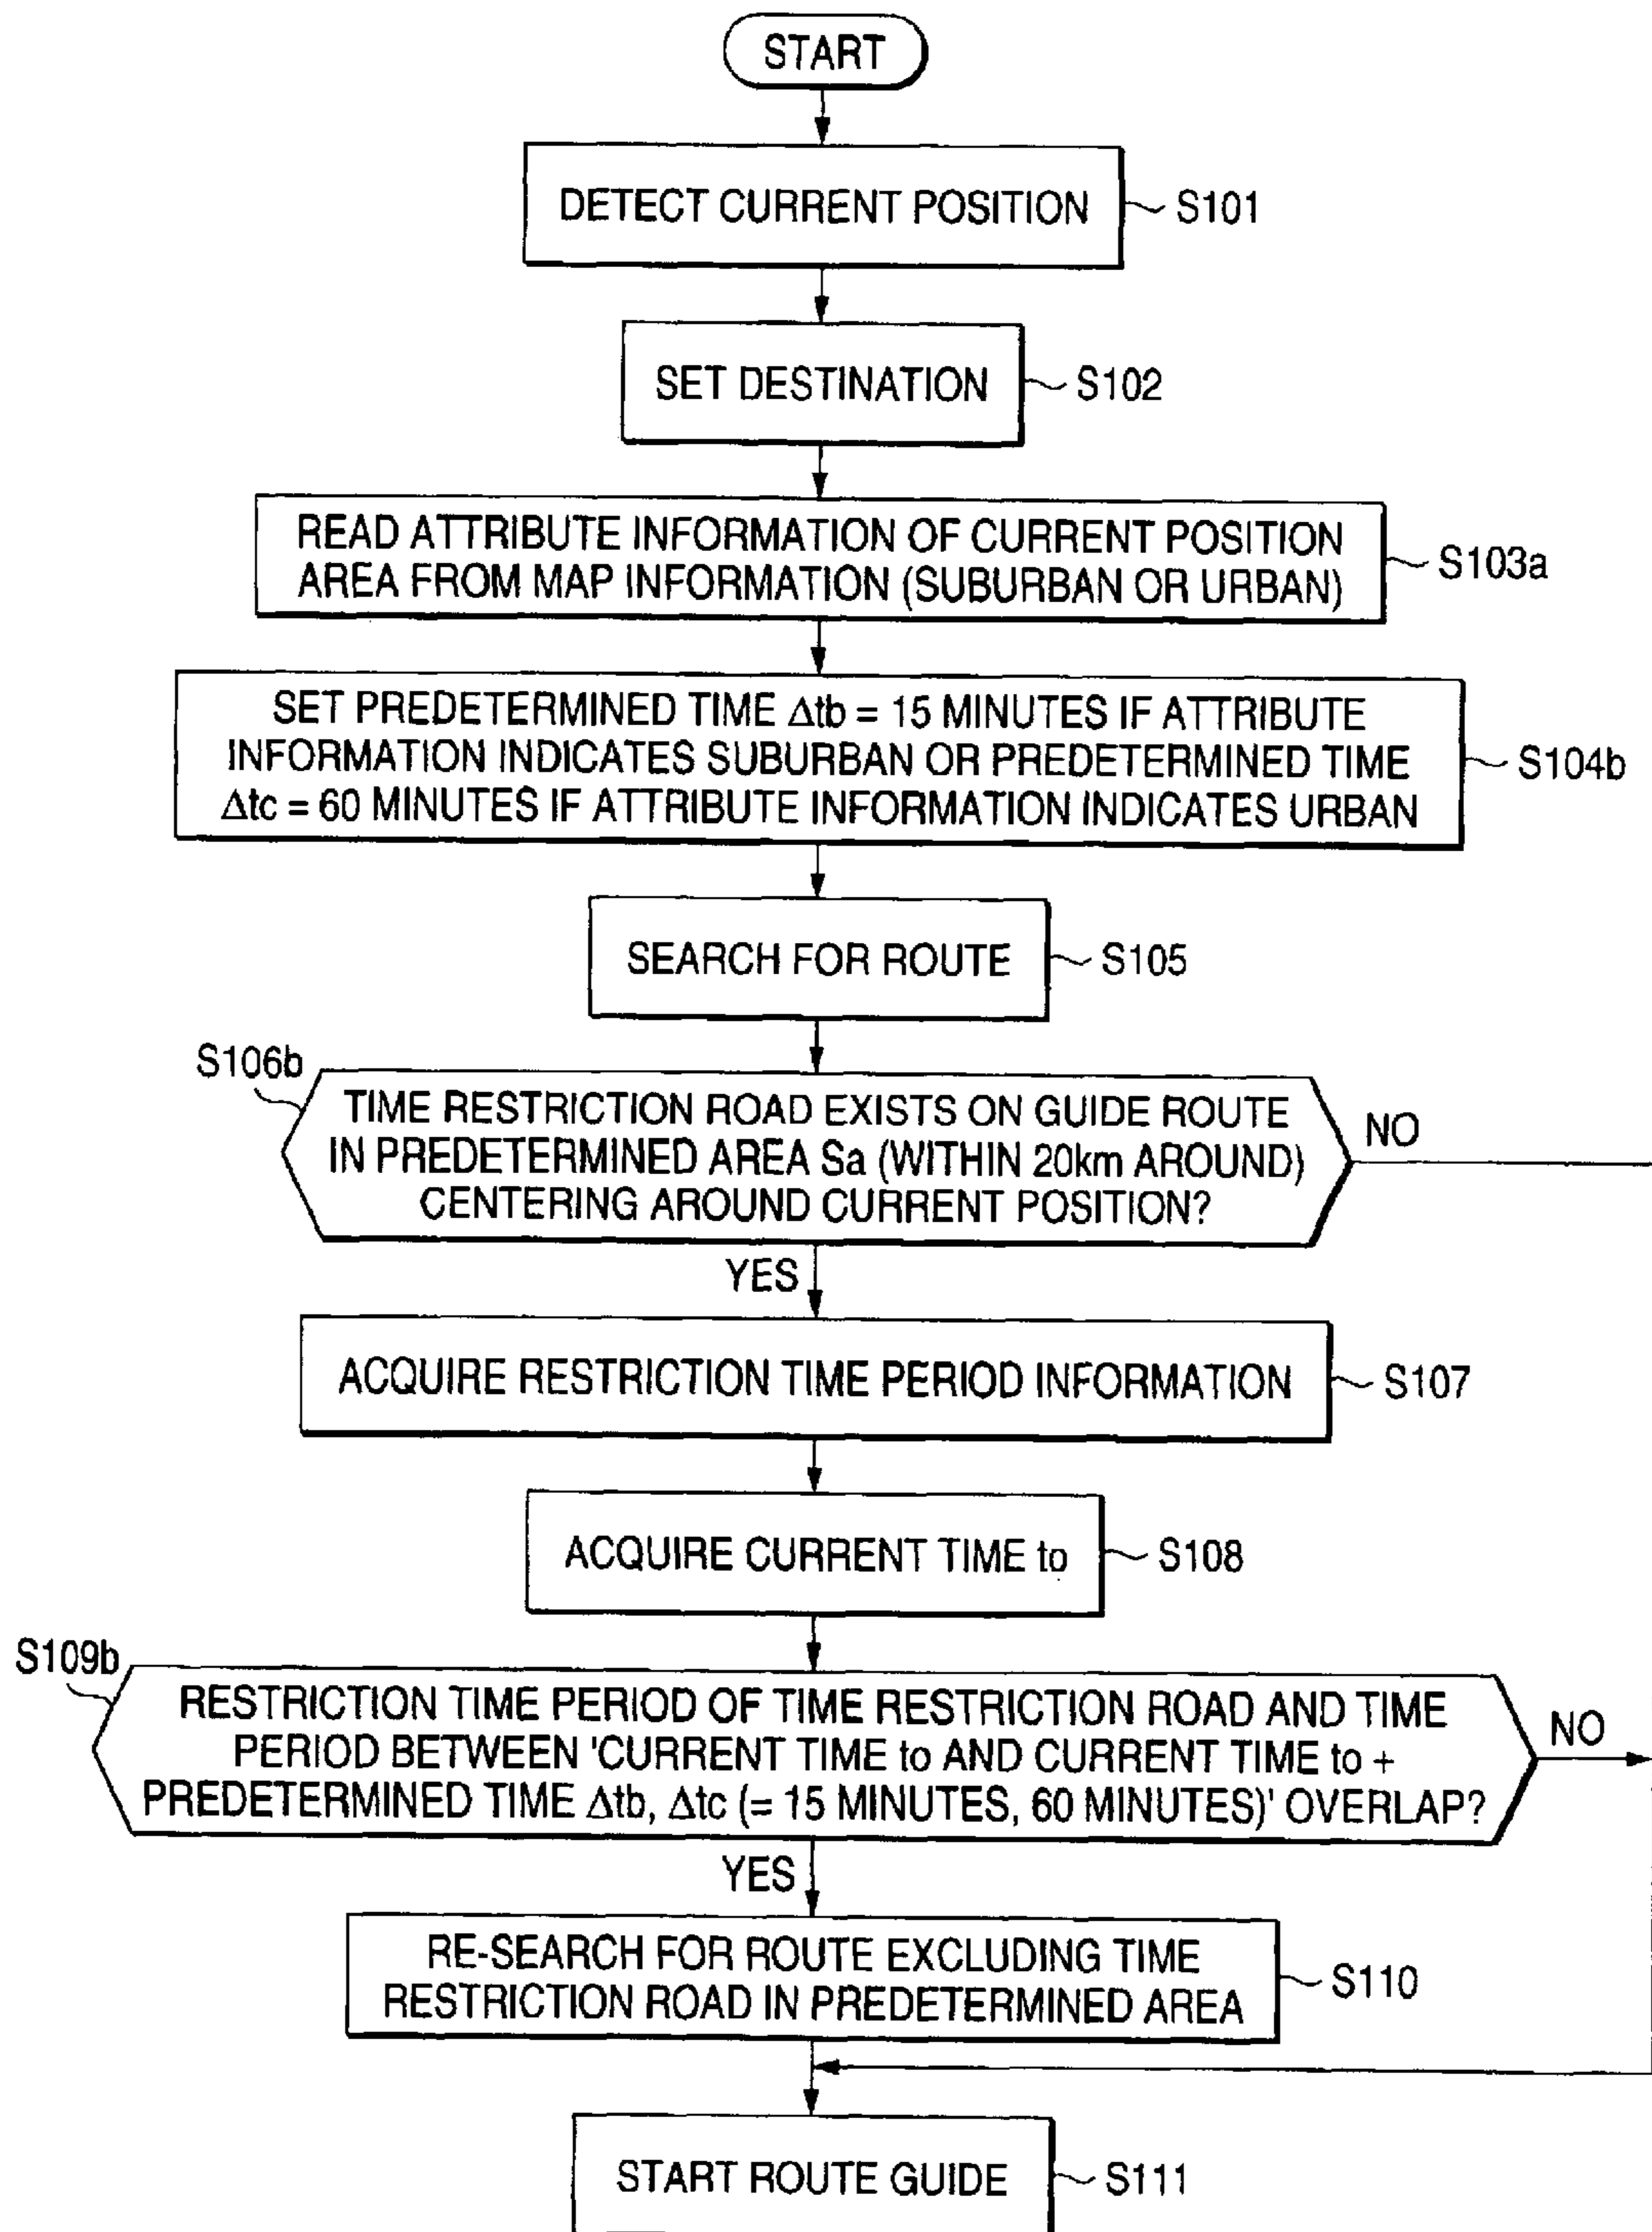 START
DETECT CURRENT POSITION
S101
SET DESTINATION
S102
READ ATTRIBUTE INFORMATION OF CURRENT POSITION
AREA FROM MAP INFORMATION (SUBURBAN OR URBAN)
S103a
SET PREDETERMINED TIME Δtb = 15 MINUTES IF ATTRIBUTE
INFORMATION INDICATES SUBURBAN OR PREDETERMINED TIME
Δtc = 60 MINUTES IF ATTRIBUTE INFORMATION INDICATES URBAN
S104b
SEARCH FOR ROUTE
S105
S106b
TIME RESTRICTION ROAD EXISTS ON GUIDE ROUTE
IN PREDETERMINED AREA Sa (WITHIN 20km AROUND)
CENTERING AROUND CURRENT POSITION?
NO
YES
ACQUIRE RESTRICTION TIME PERIOD INFORMATION
S107
ACQUIRE CURRENT TIME to
S108
S109b
RESTRICTION TIME PERIOD OF TIME RESTRICTION ROAD AND TIME
PERIOD BETWEEN 'CURRENT TIME to AND CURRENT TIME to +
PREDETERMINED TIME Δtb, Δtc (= 15 MINUTES, 60 MINUTES)' OVERLAP?
NO
YES
RE-SEARCH FOR ROUTE EXCLUDING TIME
RESTRICTION ROAD IN PREDETERMINED AREA
S110
START ROUTE GUIDE
S111